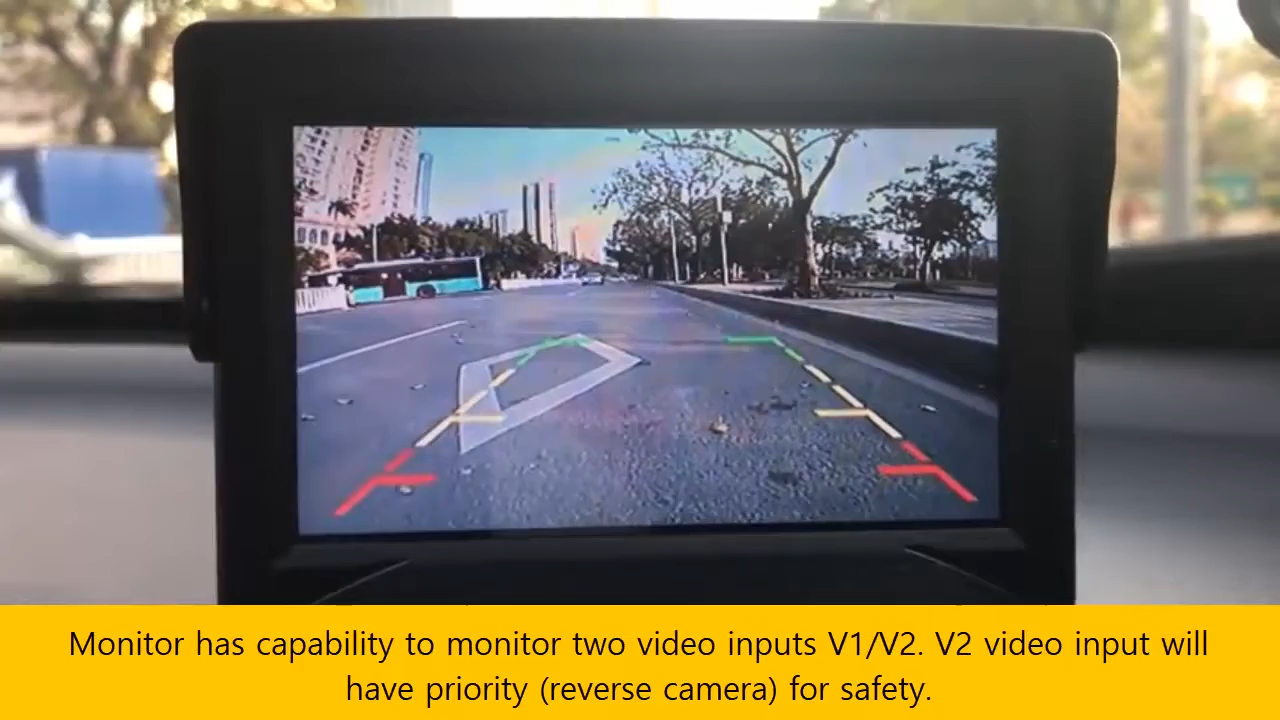 Monitor has capability to monitor two video inputs V1/V2. V2 video input will
have priority (reverse camera) for safety.